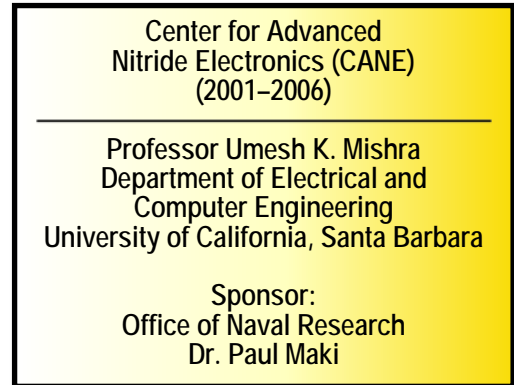 Center for Advanced
Nitride Electronics (CANE)
(2001–2006)
Professor Umesh K. Mishra
Department of Electrical and
Computer Engineering
University of California, Santa Barbara
Sponsor:
Office of Naval Research
Dr. Paul Maki